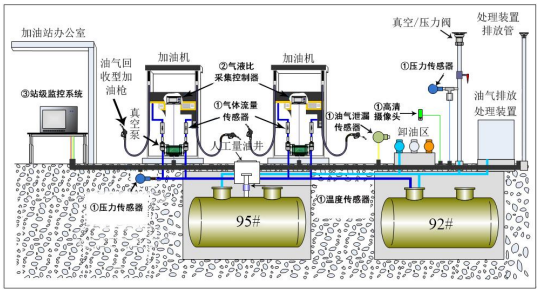 加油站办公室
加油机
加油机
真空/压力阀
处理装置
排放管
油气回
收型加
油枪
②气液比
采集控制器
①压力传感器
③站级监控系统
真空泵
①气体流量
传感器
①油气泄漏
传感器
①高清
摄像头
油气排放
处理装置
卸油区
人工量油井
①压力传感器
①温度传感器
95#
92#